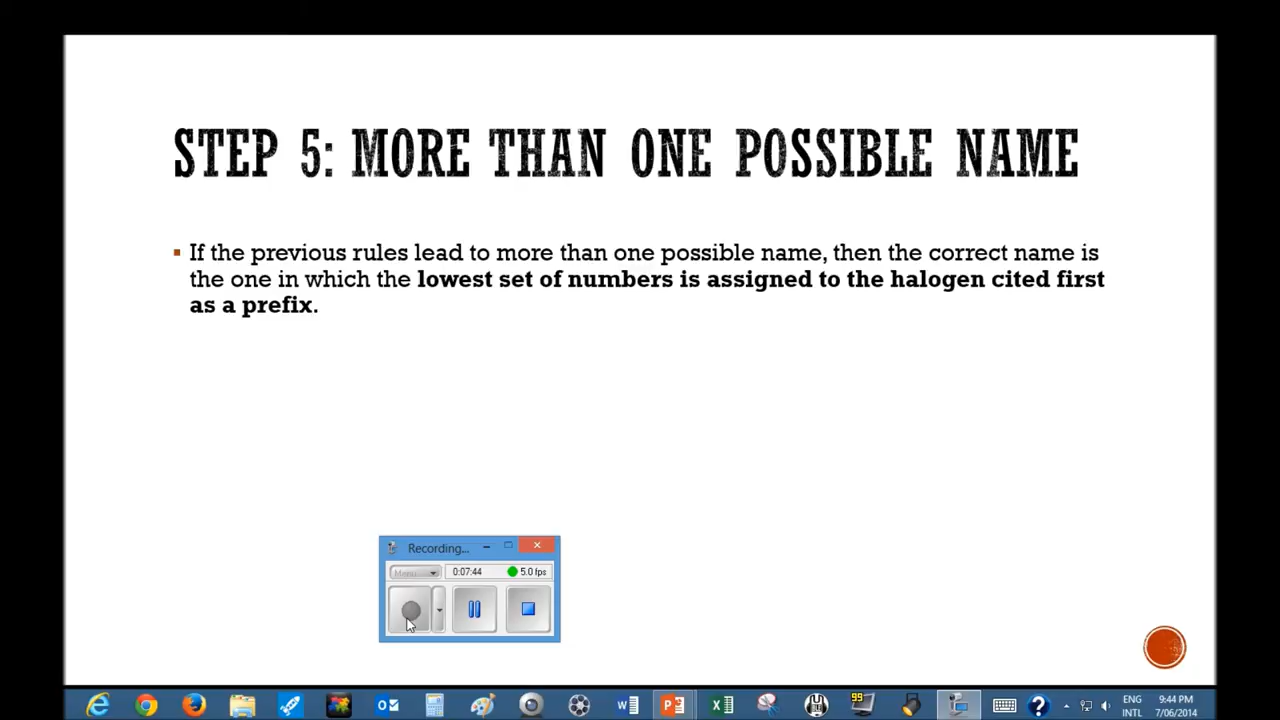 STEP 5: MORE THAN ONE POSSIBLE NAME
If the previous rules lead to more than one possible name, then the correct name is
the one in which the lowest set of numbers is assigned to the halogen cited first
as a prefix.
Recording...
Menu
0:07:44
5.0 fps
99
ENG
INTL
9:44 PM
7/06/2014